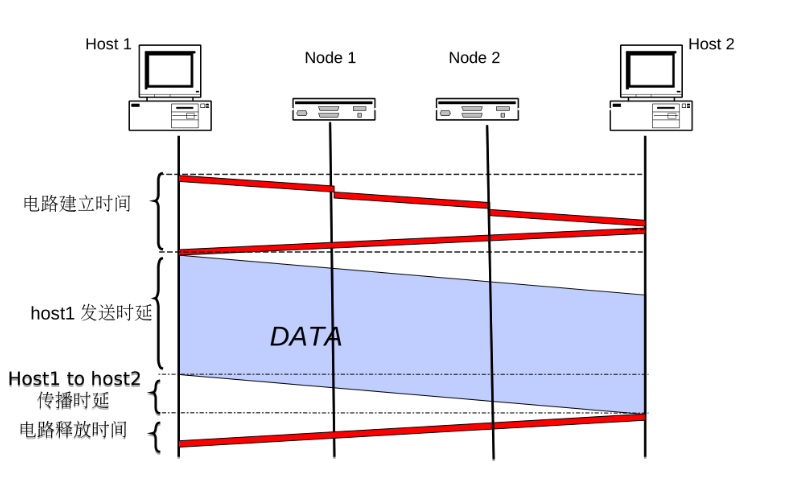 Host 1
Host 2
Node 1
Node 2
电路建立时间
host1 发送时延
DATA
Host1 to host2
传播时延
电路释放时间